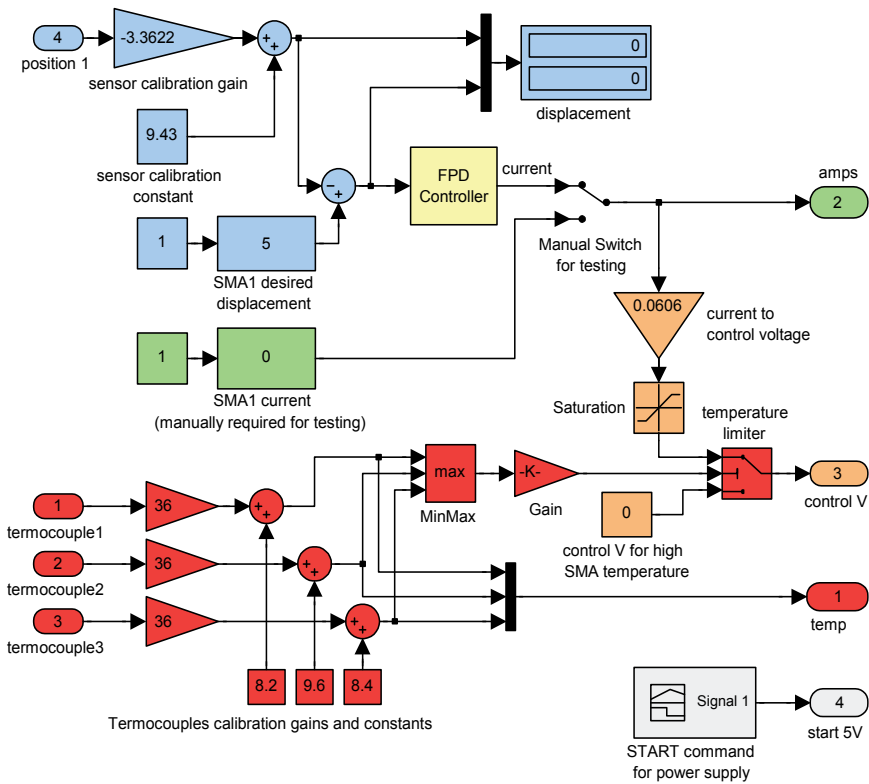 4
position 1
-3.3622
sensor calibration gain
+
+
0
0
displacement
9.43
sensor calibration
constant
−
+
FPD
Controller
current
amps
2
1
5
SMA1 desired
displacement
Manual Switch
for testing
0.0606
current to
control voltage
1
0
SMA1 current
(manually required for testing)
Saturation
temperature
limiter
max
MinMax
-K-
Gain
3
control V
0
control V for high
SMA temperature
1
termocouple1
36
+
+
2
termocouple2
36
+
+
3
termocouple3
36
+
+
1
temp
8.2
9.6
8.4
Termocouples calibration gains and constants
Signal 1
START command
for power supply
4
start 5V